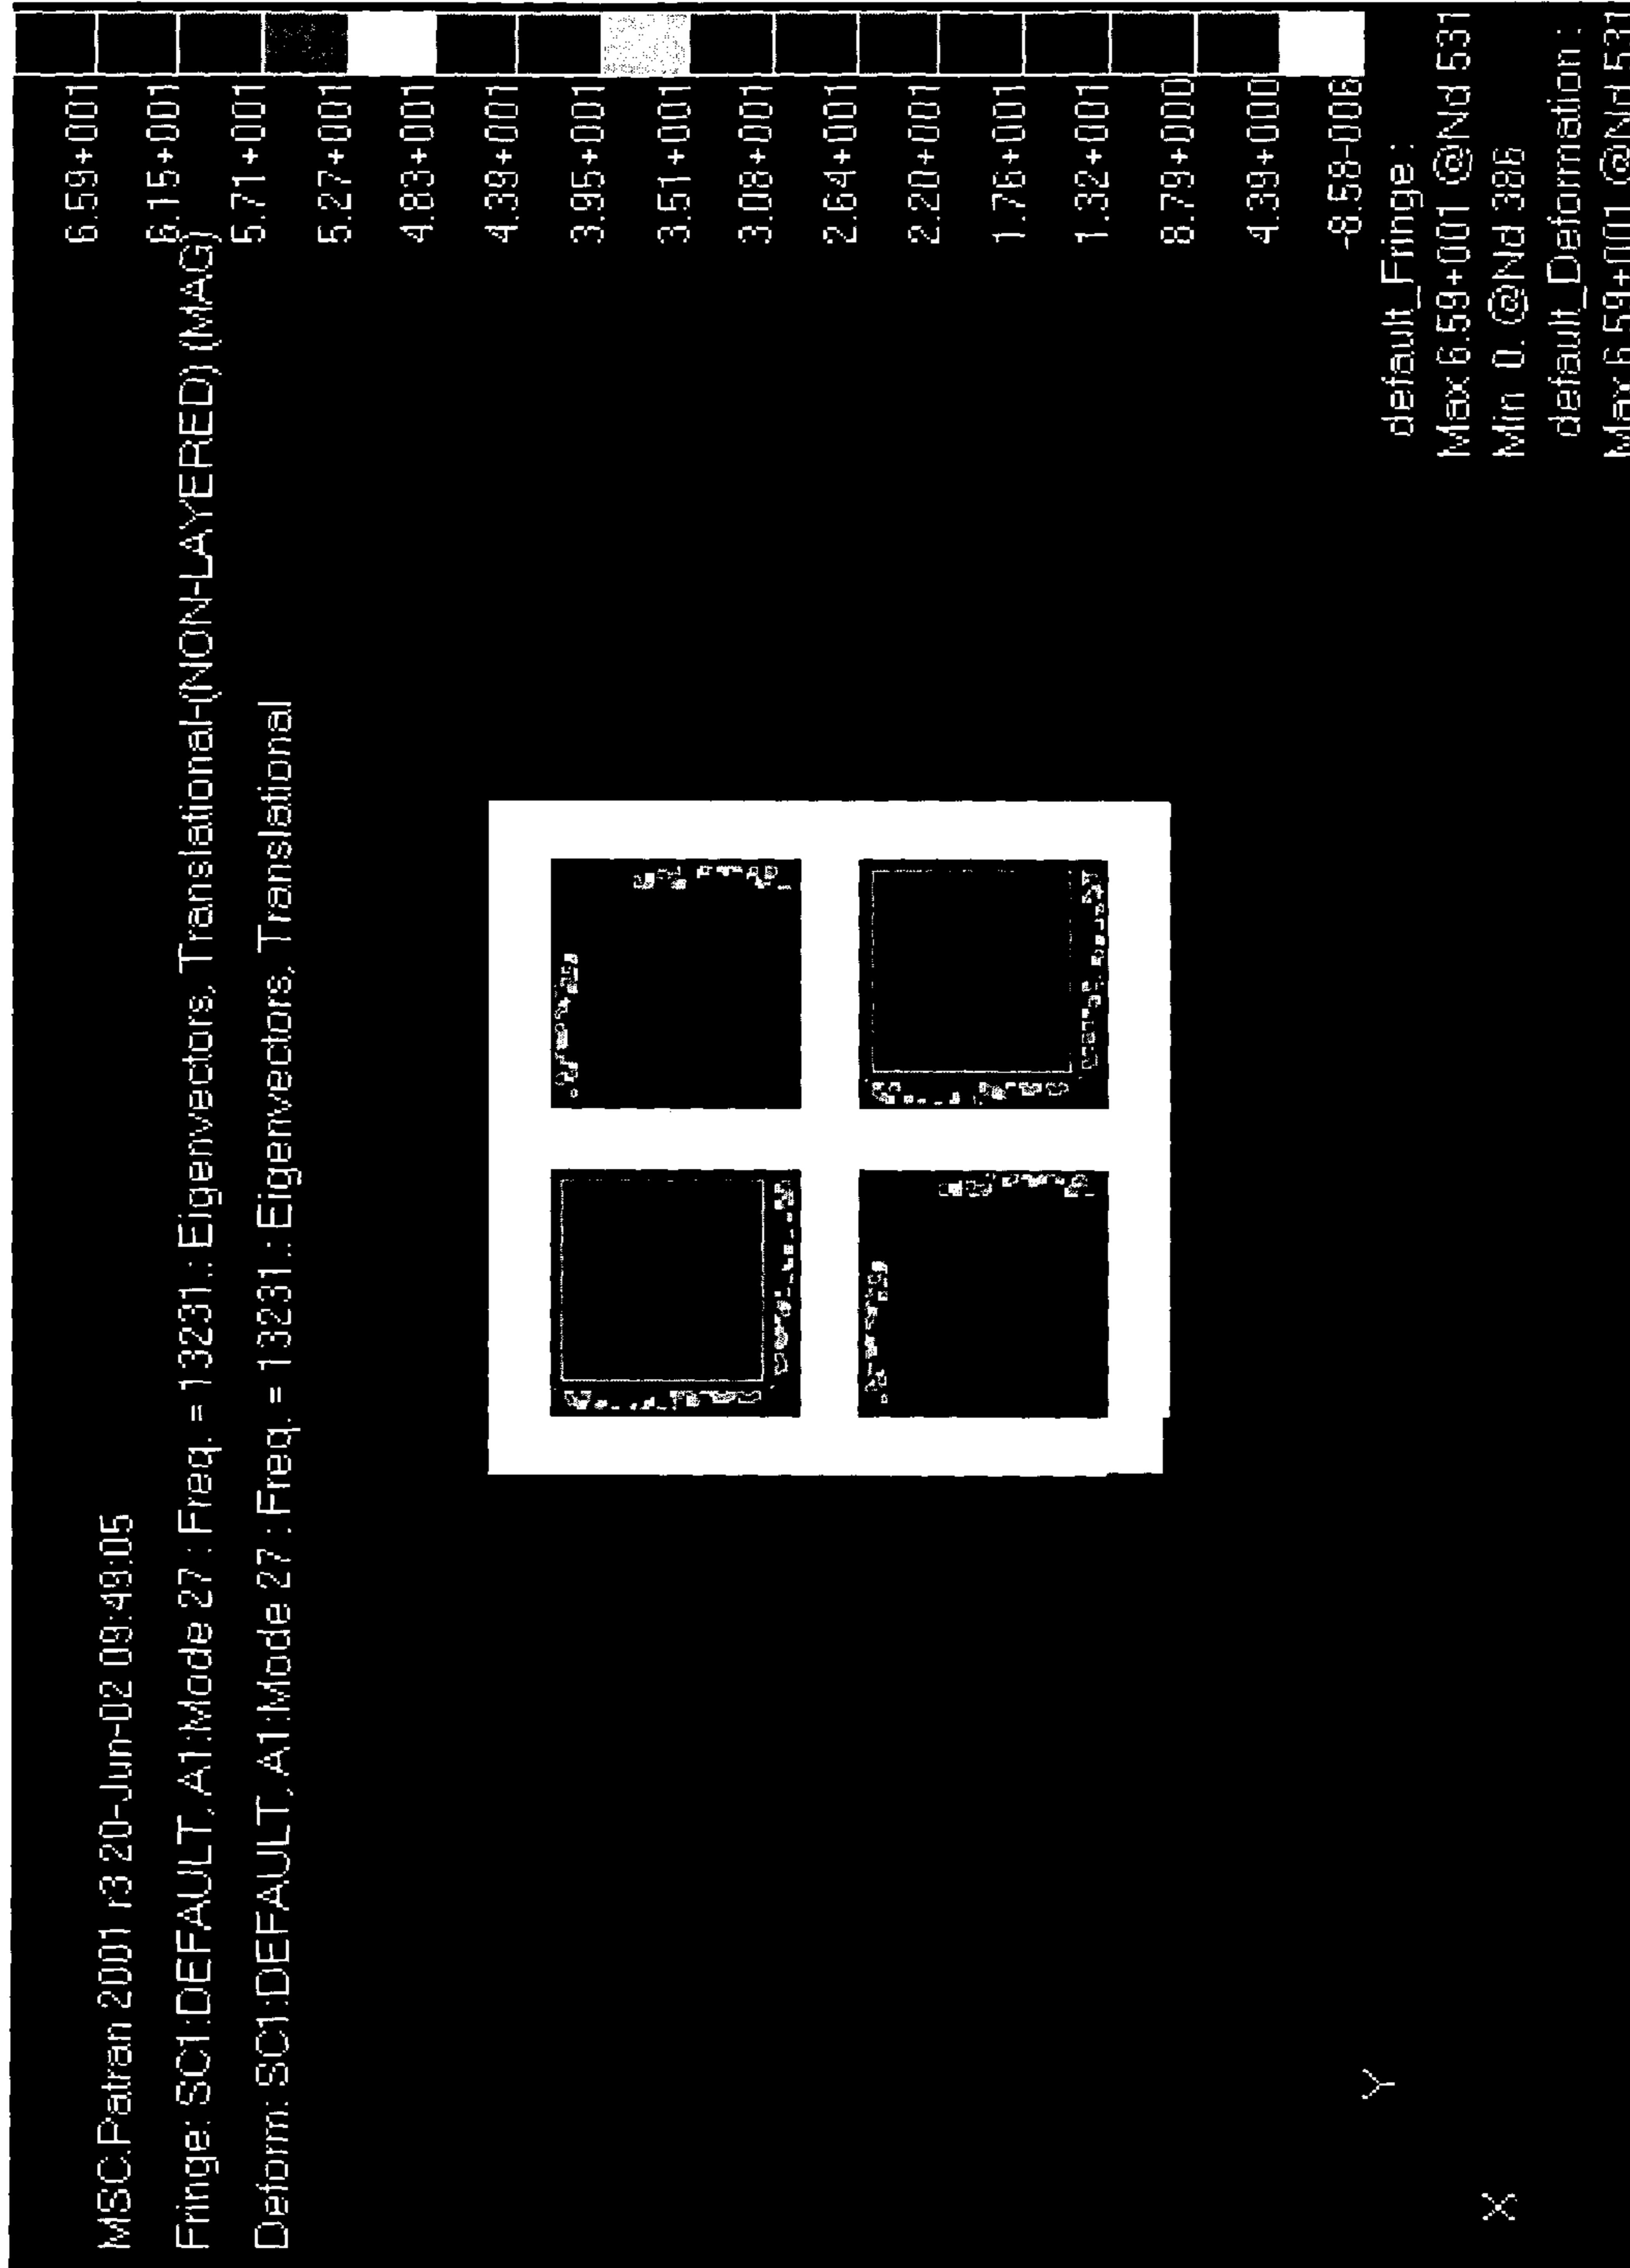 MSC.Patran 2001 r3 20-Jun-02 09:49:05
Fringe: SC1:DEFAULT, A1:Mode 27 : Freq. = 13231.: Eigenvectors, Translational-(NON-LAYERED) (MAG)
Deform: SC1:DEFAULT, A1:Mode 27 : Freq. = 13231.: Eigenvectors, Translational
6.59+001
6.15+001
5.71+001
5.27+001
4.83+001
4.39+001
3.95+001
3.51+001
3.08+001
2.64+001
2.20+001
1.76+001
1.32+001
8.79+000
4.39+000
-8.58-006
default_Fringe :
Max 6.59+001 @Nd 531
Min 0. @Nd 386
default_Deformation :
Max 6.59+001 @Nd 531
Y
X